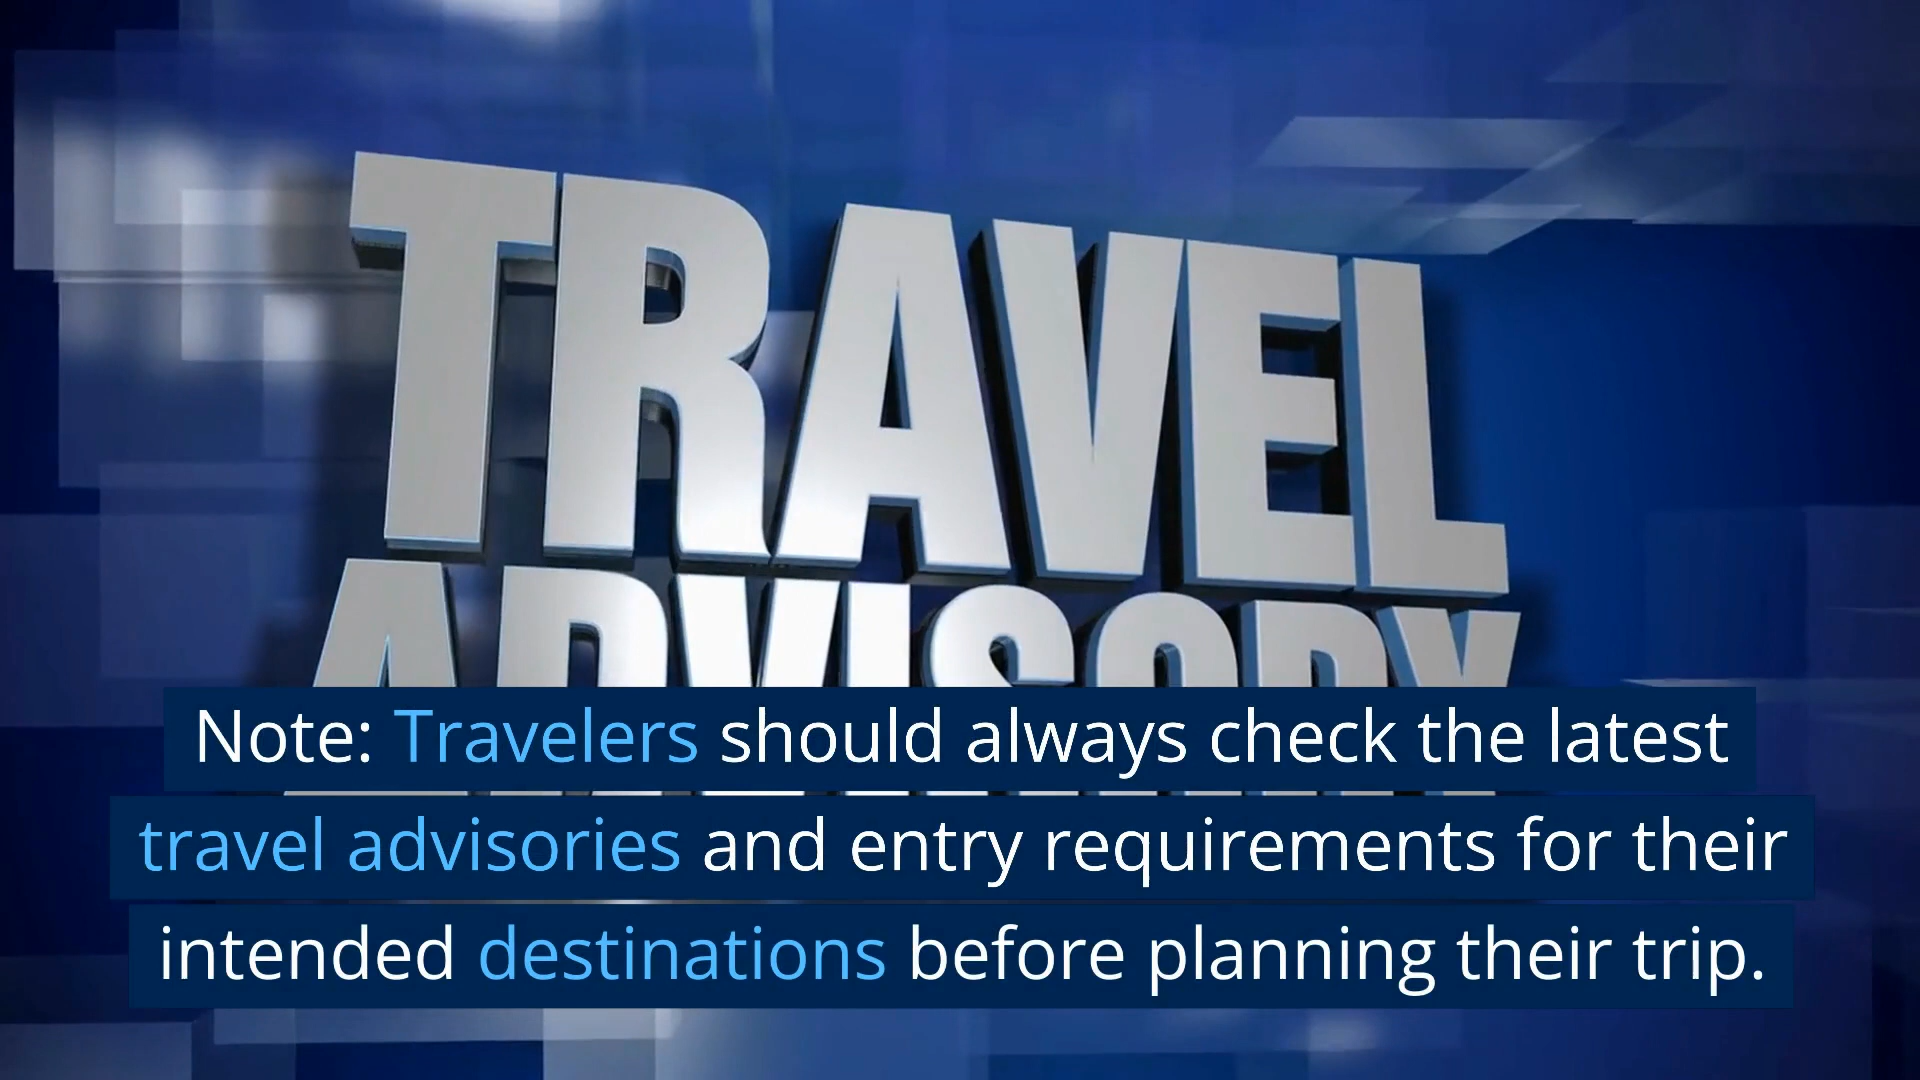 TRAVEL
ADVISORY
Note: Travelers should always check the latest
travel advisories and entry requirements for their
intended destinations before planning their trip.